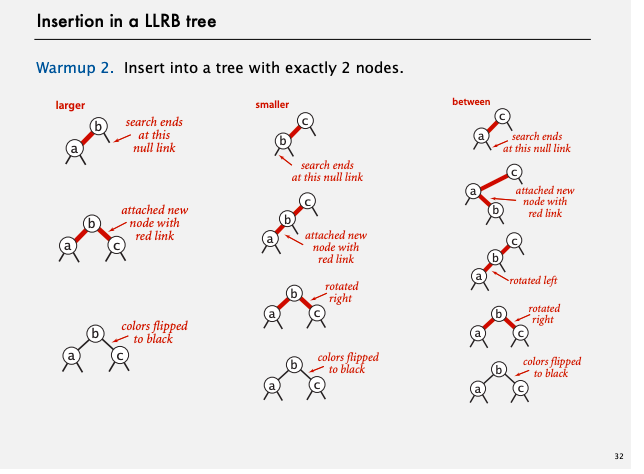 Insertion in a LLRB tree
Warmup 2. Insert into a tree with exactly 2 nodes.
larger
b
a
search ends
at this
null link
b
a
c
attached new
node with
red link
b
a
c
colors flipped
to black
smaller
c
b
search ends
at this null link
c
b
a
attached new
node with
red link
b
a
c
rotated
right
b
a
c
colors flipped
to black
between
c
a
search ends
at this null link
c
a
b
attached new
node with
red link
c
b
a
rotated left
b
a
c
rotated
right
b
a
c
colors flipped
to black
32